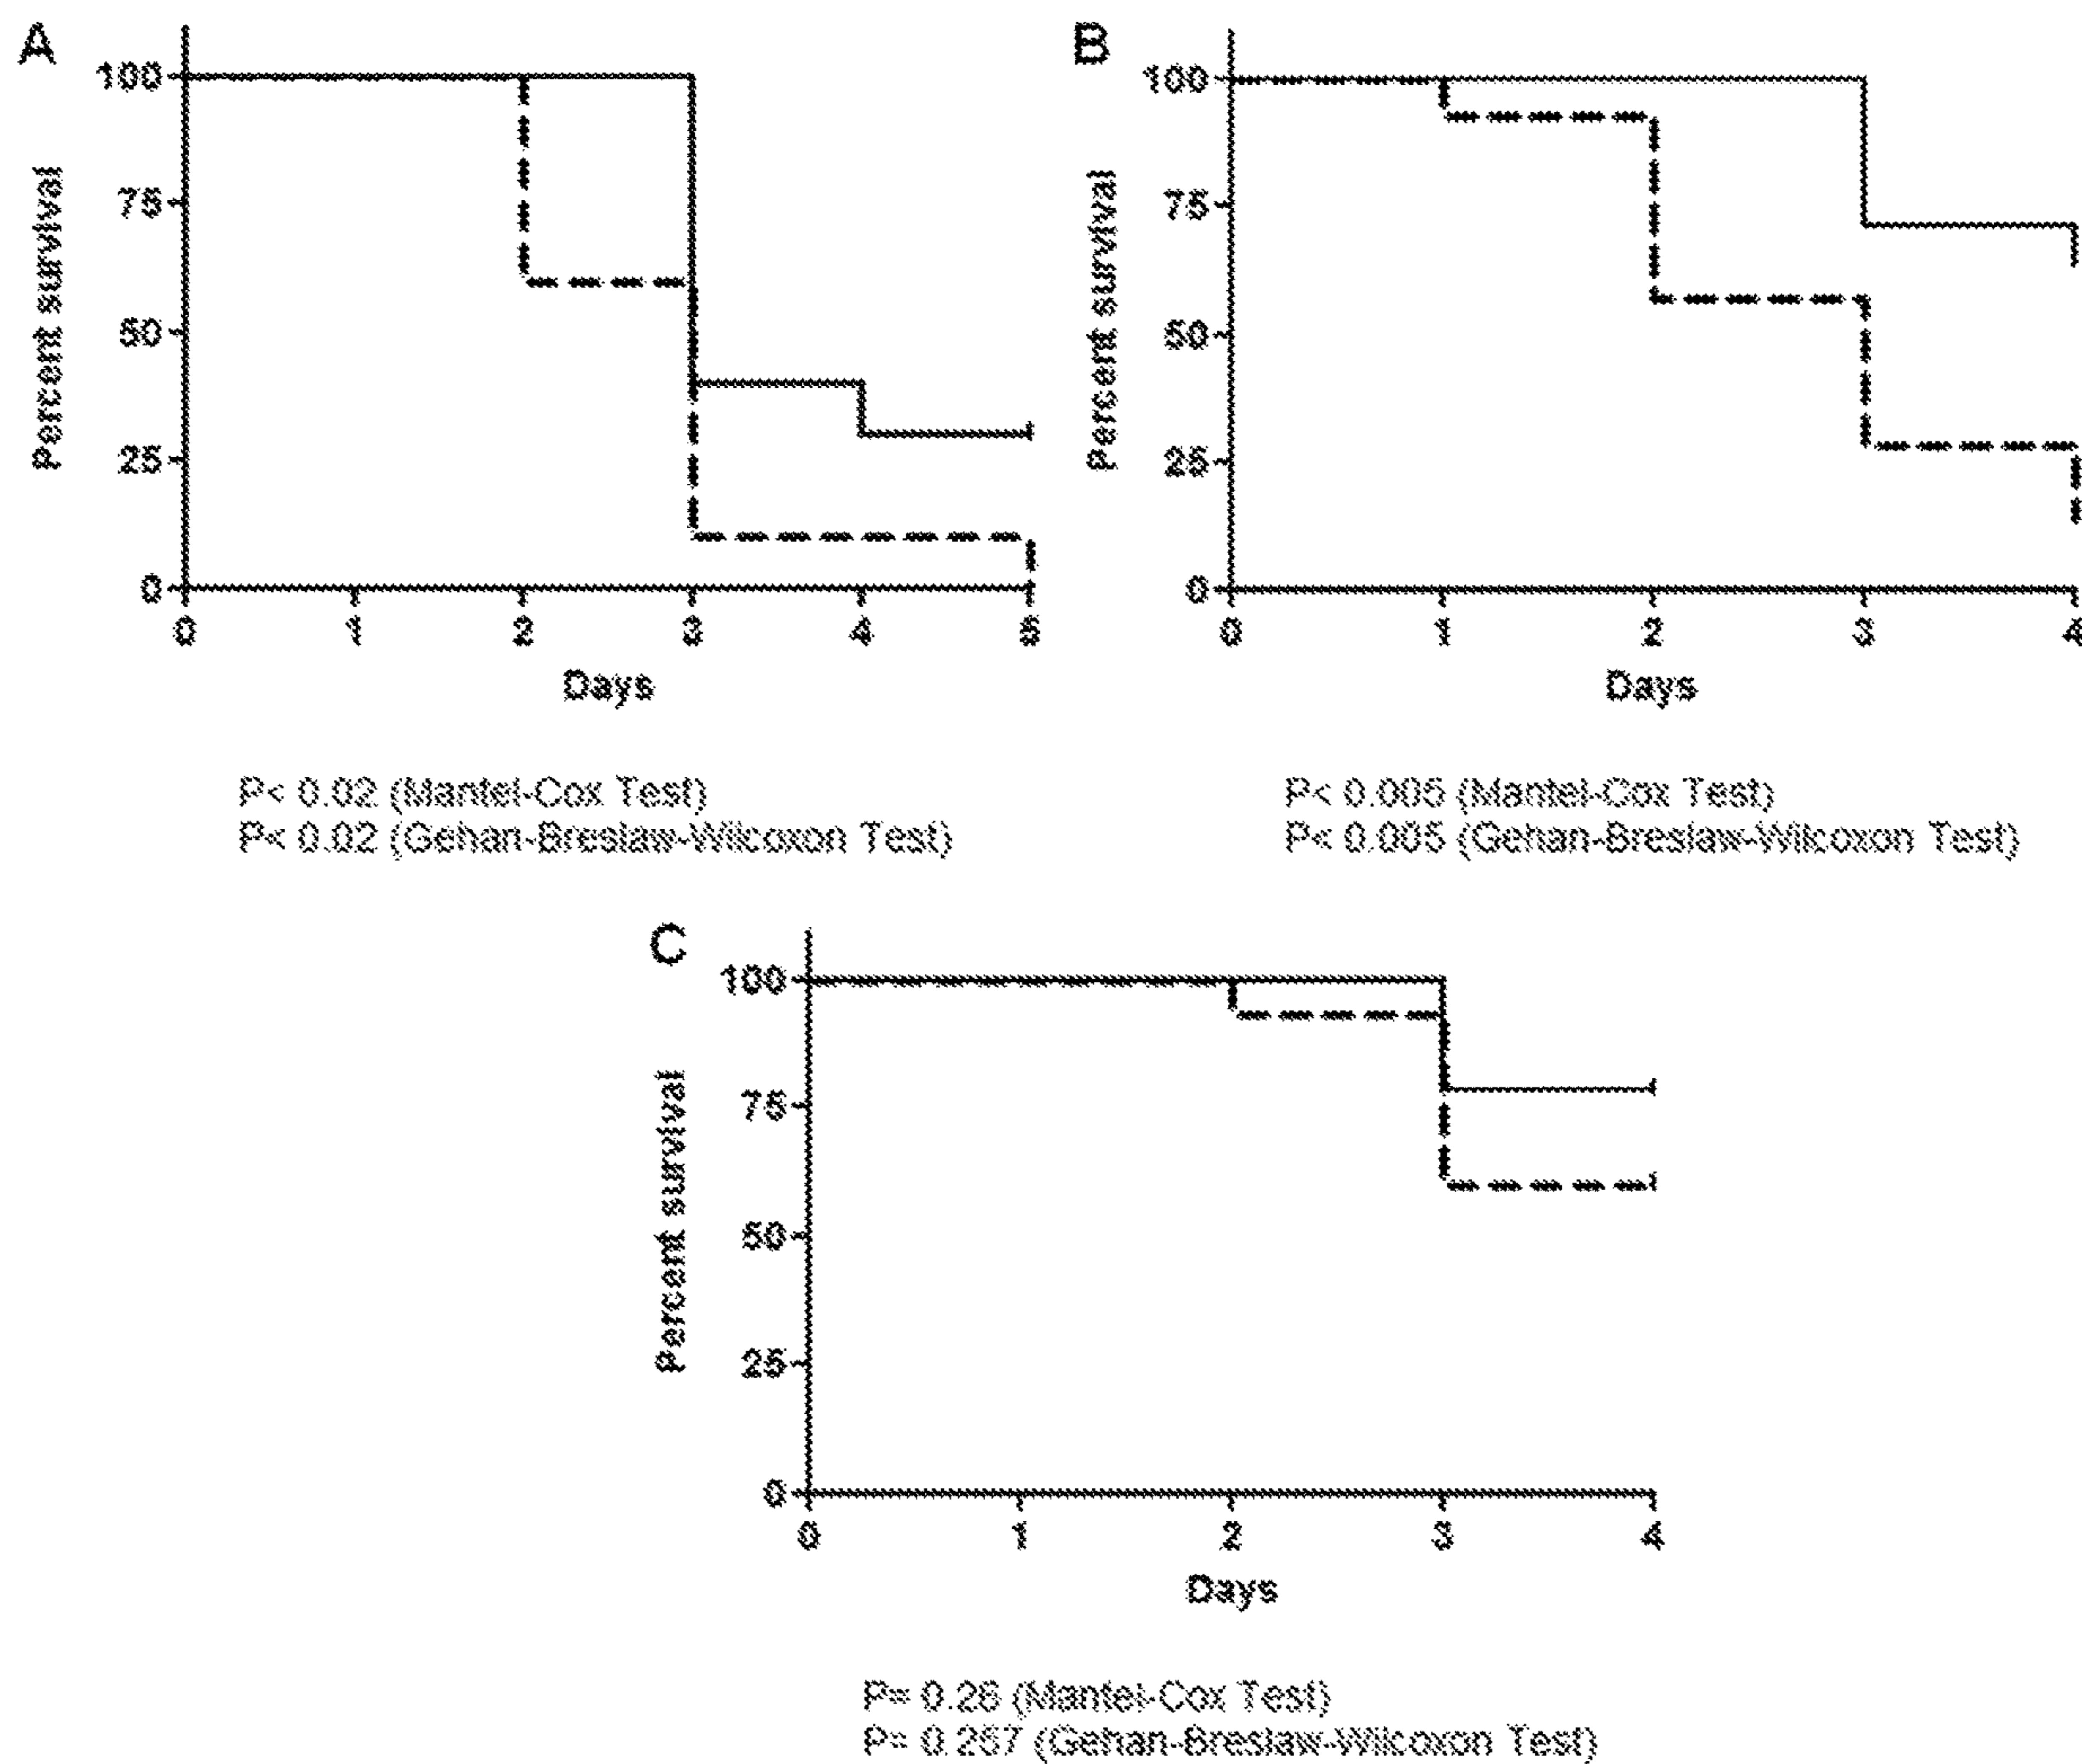 A
B
Percent survival
100
75
50
25
0
0 1 2 3 4 5
Days
P< 0.02 (Mantel-Cox Test)
P< 0.02 (Gehan-Breslaw-Wilcoxon Test)
Percent survival
100
75
50
25
0
0 1 2 3 4
Days
P< 0.005 (Mantel-Cox Test)
P< 0.005 (Gehan-Breslaw-Wilcoxon Test)
C
Percent survival
100
75
50
25
0
0 1 2 3 4
Days
P= 0.26 (Mantel-Cox Test)
P= 0.257 (Gehan-Breslaw-Wilcoxon Test)